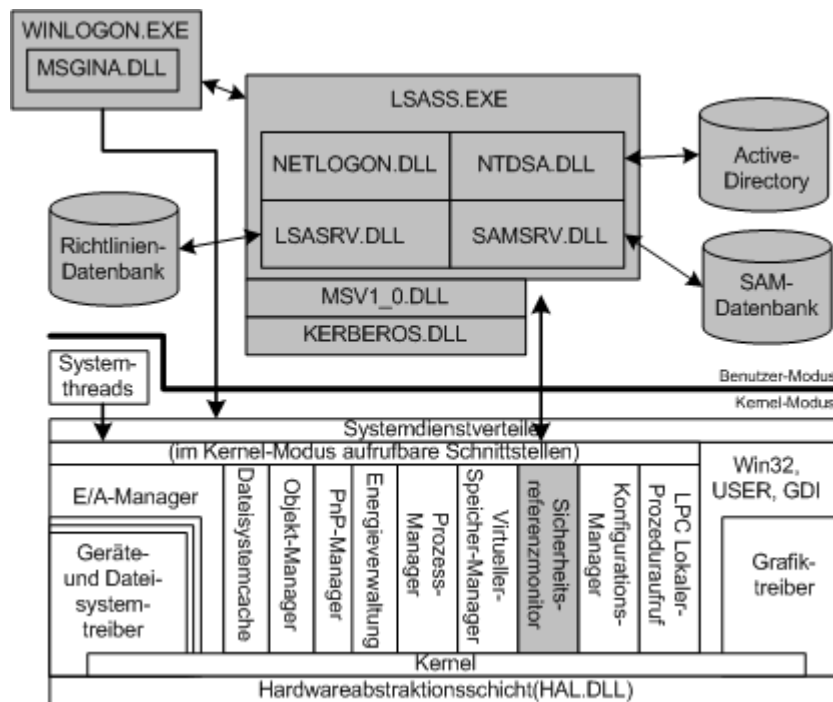 WINLOGON.EXE
MSGINA.DLL
LSASS.EXE
NETLOGON.DLL
NTDSA.DLL
LSASRV.DLL
SAMSRV.DLL
MSV1_0.DLL
KERBEROS.DLL
Active-
Directory
Richtlinien-
Datenbank
SAM-
Datenbank
System-
threads
Benutzer-Modus
Kernel-Modus
Systemdienstverteile
(im Kernel-Modus aufrufbare Schnittstellen)
E/A-Manager
Geräte-
und Datei-
system-
treiber
Dateisystemcache
Objekt-Manager
PnP-Manager
Energieverwaltung
Prozess-
Manager
Virtueller-
Speicher-Manager
Sicherheits-
referenzmonitor
Konfigurations-
Manager
LPC Lokaler-
Prozeduraufruf
Win32,
USER, GDI
Grafik-
treiber
Kernel
Hardwareabstraktionsschicht(HAL.DLL)